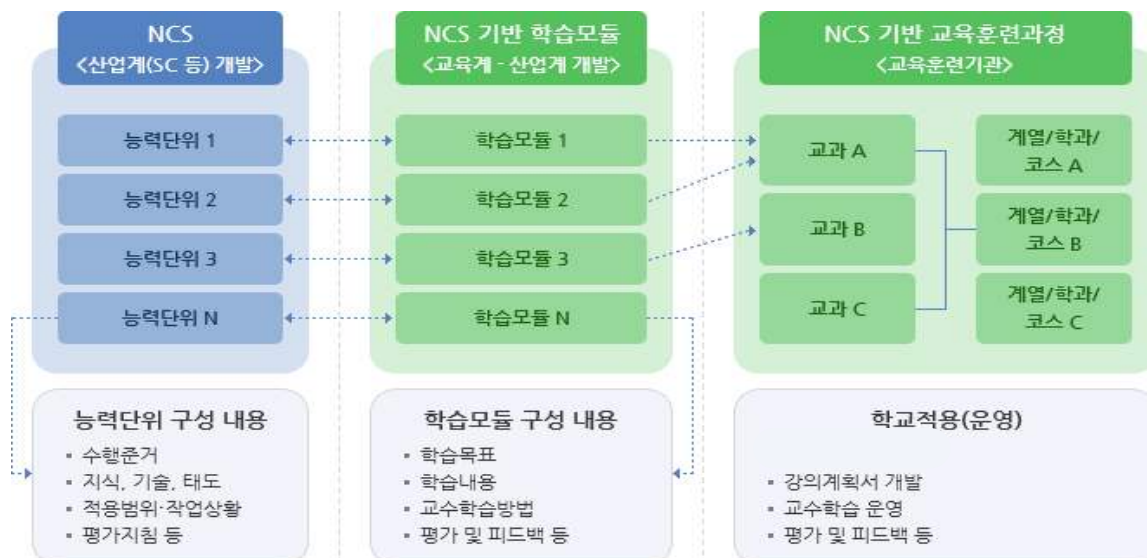 NCS
<산업계(SC 등) 개발>
능력단위 1
능력단위 2
능력단위 3
능력단위 N
능력단위 구성 내용
▪ 수행준거
▪ 지식, 기술, 태도
▪ 적용범위·작업상황
▪ 평가지침 등
NCS 기반 학습모듈
<교육계 - 산업계 개발>
학습모듈 1
학습모듈 2
학습모듈 3
학습모듈 N
학습모듈 구성 내용
▪ 학습목표
▪ 학습내용
▪ 교수학습방법
▪ 평가 및 피드백 등
NCS 기반 교육훈련과정
<교육훈련기관>
교과 A
교과 B
교과 C
계열/학과/
코스 A
계열/학과/
코스 B
계열/학과/
코스 C
학교적용(운영)
▪ 강의계획서 개발
▪ 교수학습 운영
▪ 평가 및 피드백 등